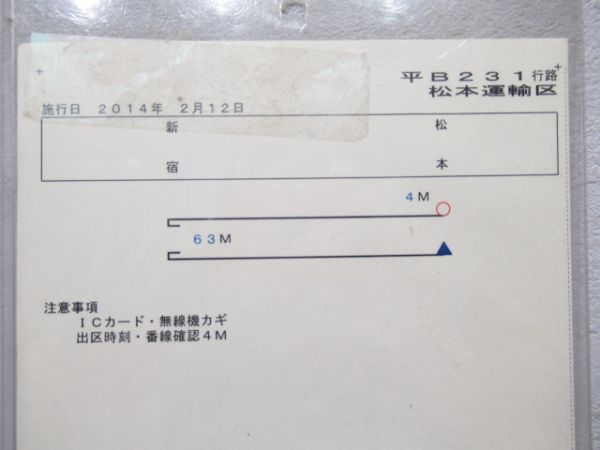 平B231行路
松本運輸区
施行日 2014年 2月12日
新宿 松本
4M
63M
注意事項
ICカード・無線機カギ
出区時刻・番線確認4M